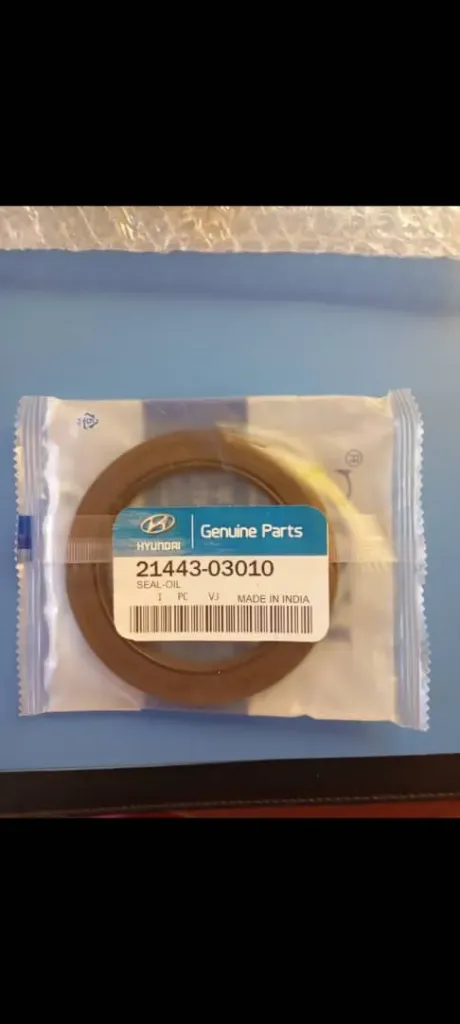 ®
HYUNDAI
Genuine Parts
21443-03010
SEAL-OIL
1 PC VJ MADE IN INDIA